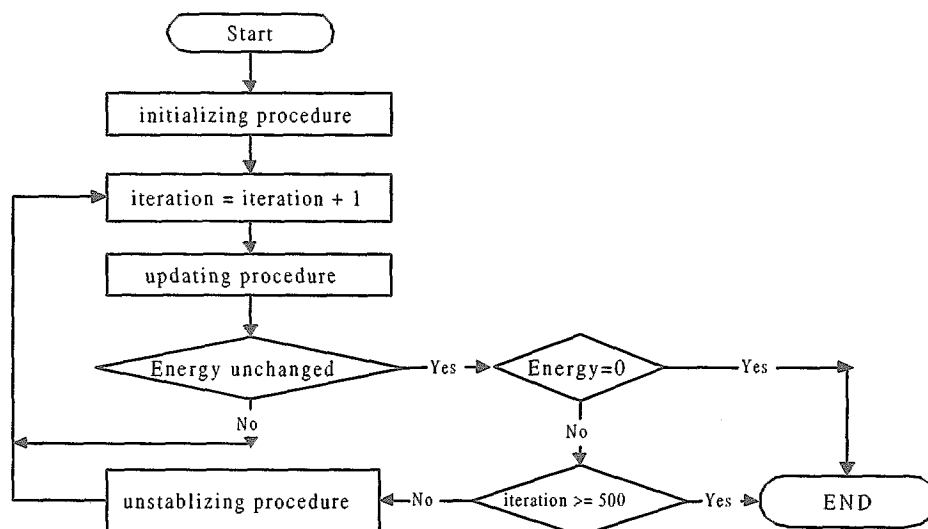 Start
initializing procedure
iteration = iteration + 1
updating procedure
Energy unchanged
Yes
Energy=0
Yes
No
No
unstablizing procedure
No
iteration >= 500
Yes
END